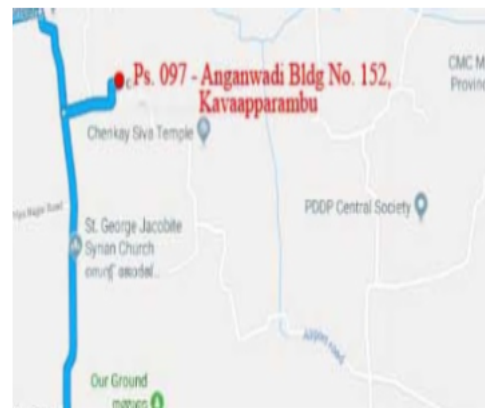 Ps. 097 - Anganwadi Bldg No. 152,
Kavaapparambu
CMC M
Provinc
Chenkay Siva Temple
PDDP Central Society
St. George Jacobite
Syrian Church
Our Ground